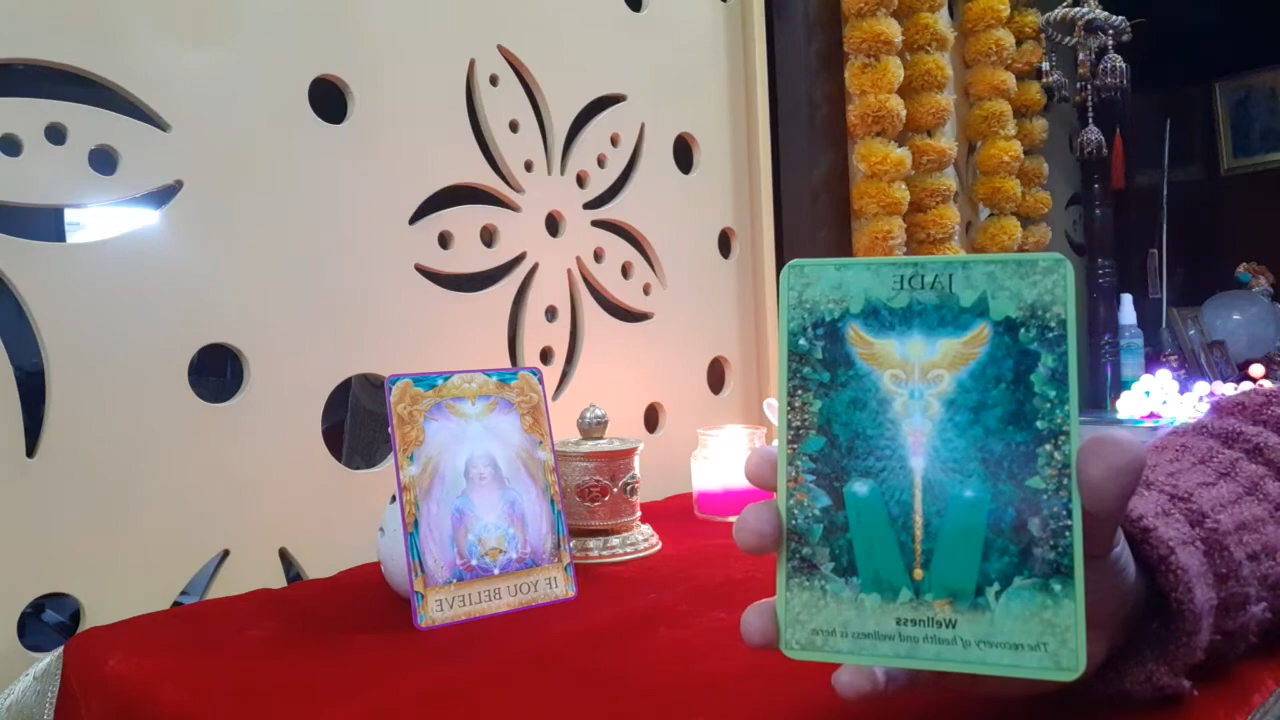 JADE
Wellness
The recovery of health and wellness is here.
IF YOU BELIEVE